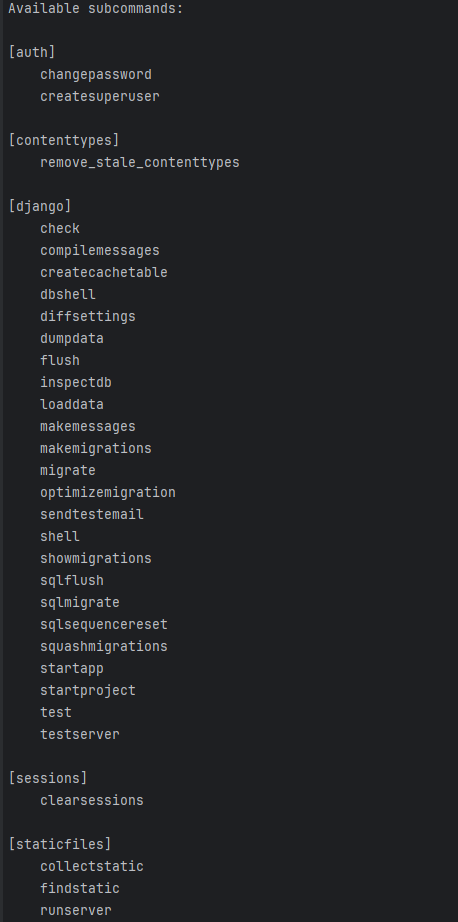 Available subcommands:

[auth]
    changepassword
    createsuperuser

[contenttypes]
    remove_stale_contenttypes

[django]
    check
    compilemessages
    createcachetable
    dbshell
    diffsettings
    dumpdata
    flush
    inspectdb
    loaddata
    makemessages
    makemigrations
    migrate
    optimizemigration
    sendtestemail
    shell
    showmigrations
    sqlflush
    sqlmigrate
    sqlsequencereset
    squashmigrations
    startapp
    startproject
    test
    testserver

[sessions]
    clearsessions

[staticfiles]
    collectstatic
    findstatic
    runserver